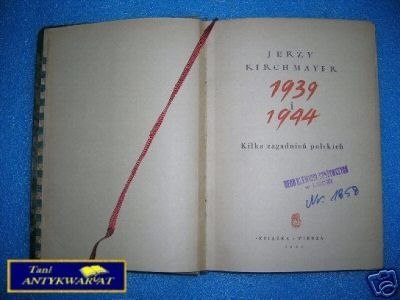 JERZY
KIRCHMAYER
1939
i
1944
Kilka zagadnień polskich
Nr. 1858
KSIĄŻKA i WIEDZA
Tani
ANTYKWARIAT